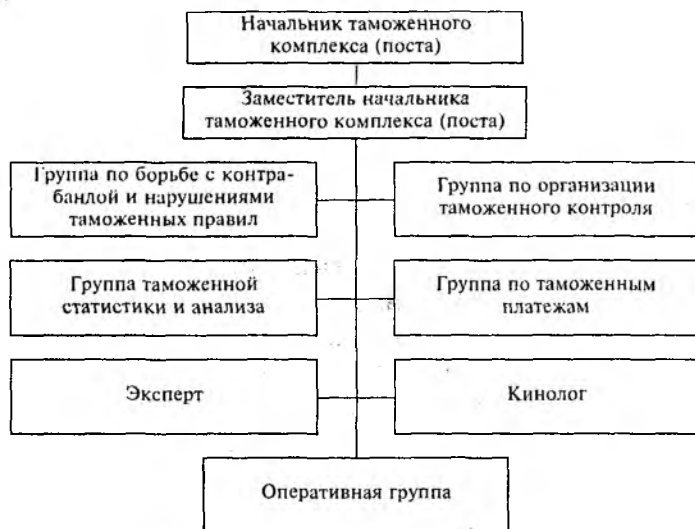 Начальник таможенного
комплекса (поста)
Заместитель начальника
таможенного комплекса (поста)
Группа по борьбе с контра-
бандой и нарушениями
таможенных правил
Группа по организации
таможенного контроля
Группа таможенной
статистики и анализа
Группа по таможенным
платежам
Эксперт
Кинолог
Оперативная группа